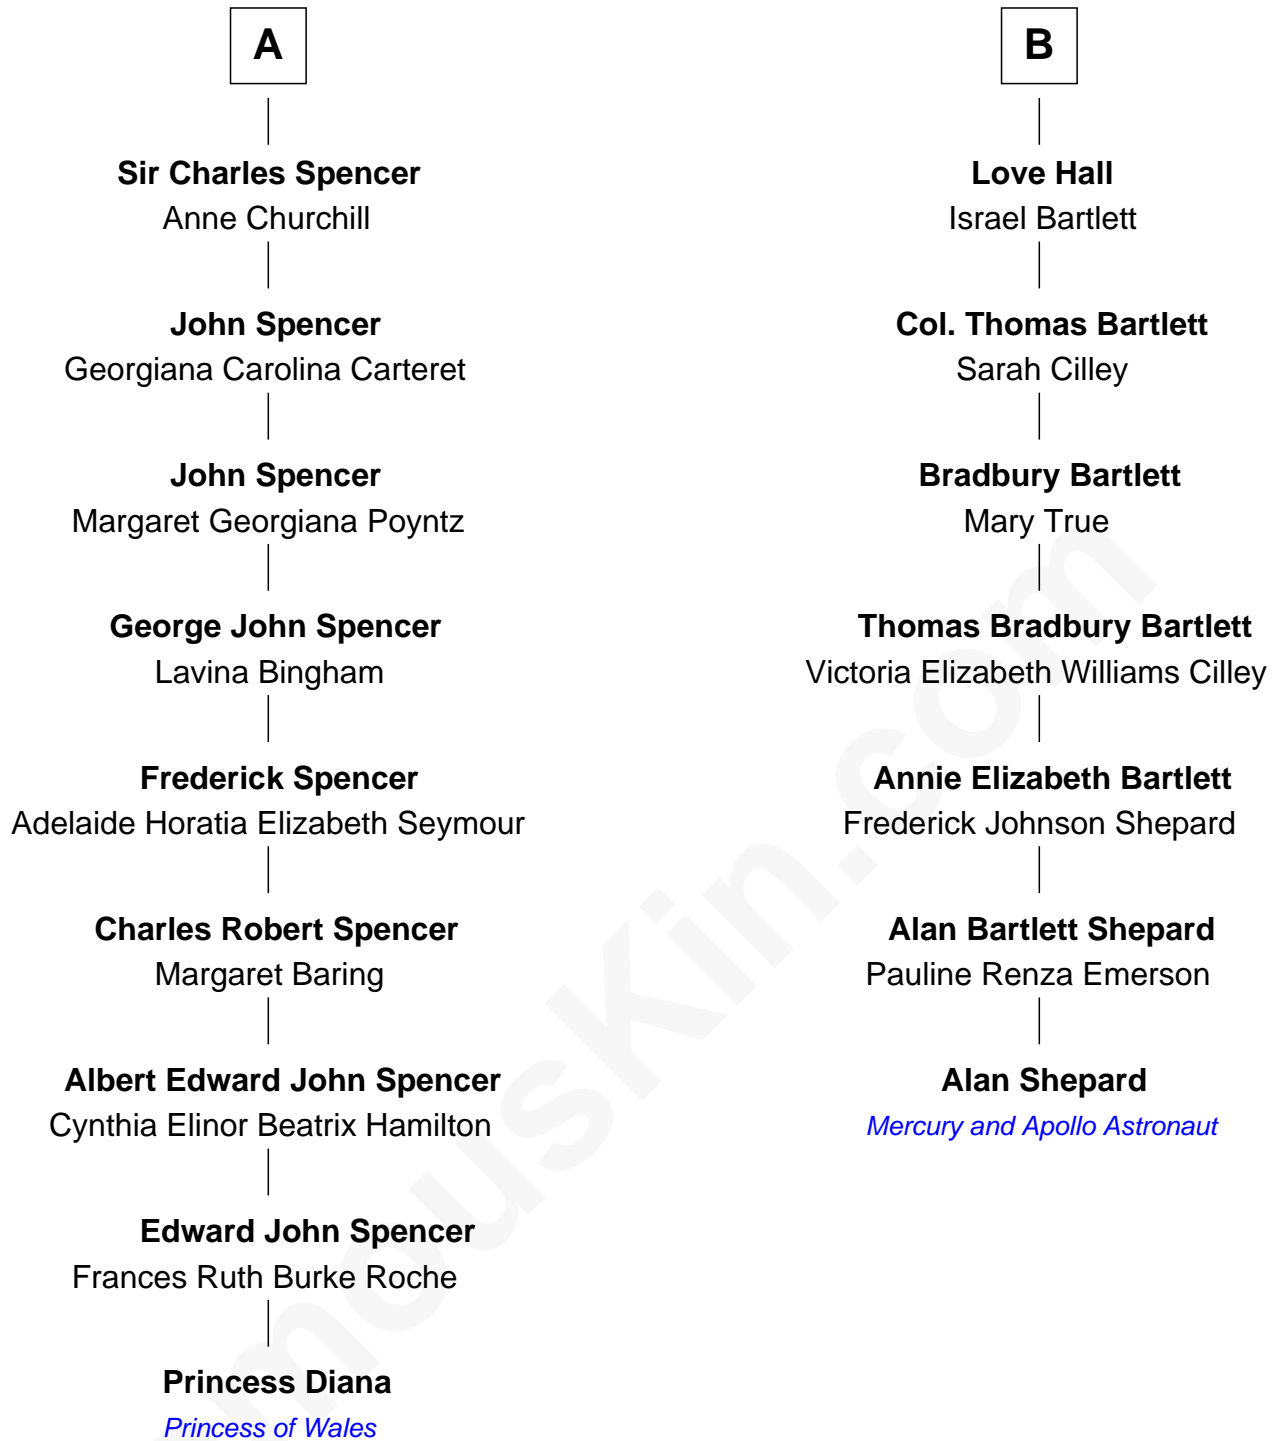 A
Sir Charles Spencer
Anne Churchill
John Spencer
Georgiana Carolina Carteret
John Spencer
Margaret Georgiana Poyntz
George John Spencer
Lavina Bingham
Frederick Spencer
Adelaide Horatia Elizabeth Seymour
Charles Robert Spencer
Margaret Baring
Albert Edward John Spencer
Cynthia Elinor Beatrix Hamilton
Edward John Spencer
Frances Ruth Burke Roche
Princess Diana
Princess of Wales
B
Love Hall
Israel Bartlett
Col. Thomas Bartlett
Sarah Cilley
Bradbury Bartlett
Mary True
Thomas Bradbury Bartlett
Victoria Elizabeth Williams Cilley
Annie Elizabeth Bartlett
Frederick Johnson Shepard
Alan Bartlett Shepard
Pauline Renza Emerson
Alan Shepard
Mercury and Apollo Astronaut
mouskin.com